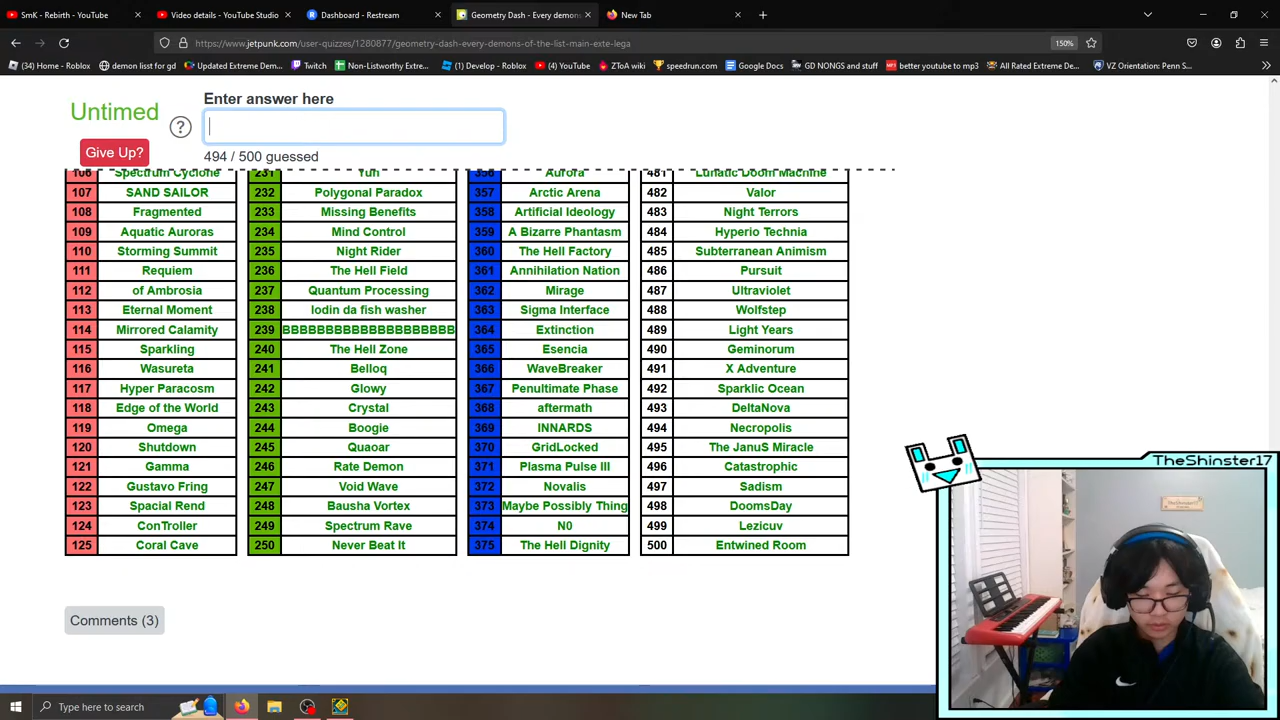 SmK - Rebirth - YouTube
Video details - YouTube Studio
Dashboard - Restream
Geometry Dash - Every demons
New Tab
https://www.jetpunk.com/user-quizzes/1280877/geometry-dash-every-demons-of-the-list-main-exte-lega
150%
(34) Home - Roblox
demon lisst for gd
Updated Extreme Dem...
Twitch
Non-Listworthy Extre...
(1) Develop - Roblox
(4) YouTube
ZToA wiki
speedrun.com
Google Docs
GD NONGS and stuff
better youtube to mp3
All Rated Extreme De...
VZ Orientation: Penn S...
Untimed
Enter answer here
Give Up?
494 / 500 guessed
106 Spectrum Cyclone 231 Yun 356 Aurora 481 Lunatic Doom Machine
107 SAND SAILOR 232 Polygonal Paradox 357 Arctic Arena 482 Valor
108 Fragmented 233 Missing Benefits 358 Artificial Ideology 483 Night Terrors
109 Aquatic Auroras 234 Mind Control 359 A Bizarre Phantasm 484 Hyperio Technia
110 Storming Summit 235 Night Rider 360 The Hell Factory 485 Subterranean Animism
111 Requiem 236 The Hell Field 361 Annihilation Nation 486 Pursuit
112 of Ambrosia 237 Quantum Processing 362 Mirage 487 Ultraviolet
113 Eternal Moment 238 lodin da fish washer 363 Sigma Interface 488 Wolfstep
114 Mirrored Calamity 239 BBBBBBBBBBBBBBBBBBBB 364 Extinction 489 Light Years
115 Sparkling 240 The Hell Zone 365 Esencia 490 Geminorum
116 Wasureta 241 Belloq 366 WaveBreaker 491 X Adventure
117 Hyper Paracosm 242 Glowy 367 Penultimate Phase 492 Sparklic Ocean
118 Edge of the World 243 Crystal 368 aftermath 493 DeltaNova
119 Omega 244 Boogie 369 INNARDS 494 Necropolis
120 Shutdown 245 Quaoar 370 GridLocked 495 The JanuS Miracle
121 Gamma 246 Rate Demon 371 Plasma Pulse III 496 Catastrophic
122 Gustavo Fring 247 Void Wave 372 Novalis 497 Sadism
123 Spacial Rend 248 Bausha Vortex 373 Maybe Possibly Thing 498 DoomsDay
124 ConTroller 249 Spectrum Rave 374 N0 499 Lezicuv
125 Coral Cave 250 Never Beat It 375 The Hell Dignity 500 Entwined Room
TheShinster17
Comments (3)
Type here to search